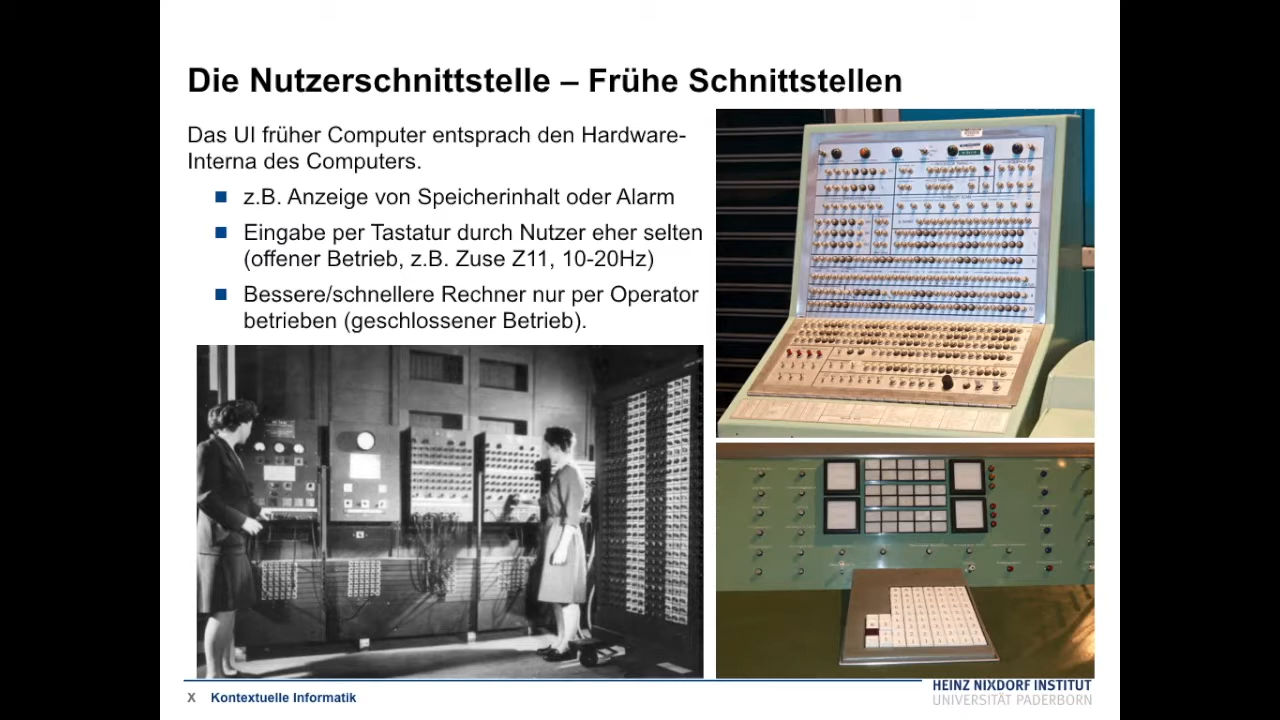 Die Nutzerschnittstelle – Frühe Schnittstellen
Das UI früher Computer entsprach den Hardware-
Interna des Computers.
z.B. Anzeige von Speicherinhalt oder Alarm
Eingabe per Tastatur durch Nutzer eher selten
(offener Betrieb, z.B. Zuse Z11, 10-20Hz)
Bessere/schnellere Rechner nur per Operator
betrieben (geschlossener Betrieb).
X Kontextuelle Informatik
HEINZ NIXDORF INSTITUT
UNIVERSITÄT PADERBORN